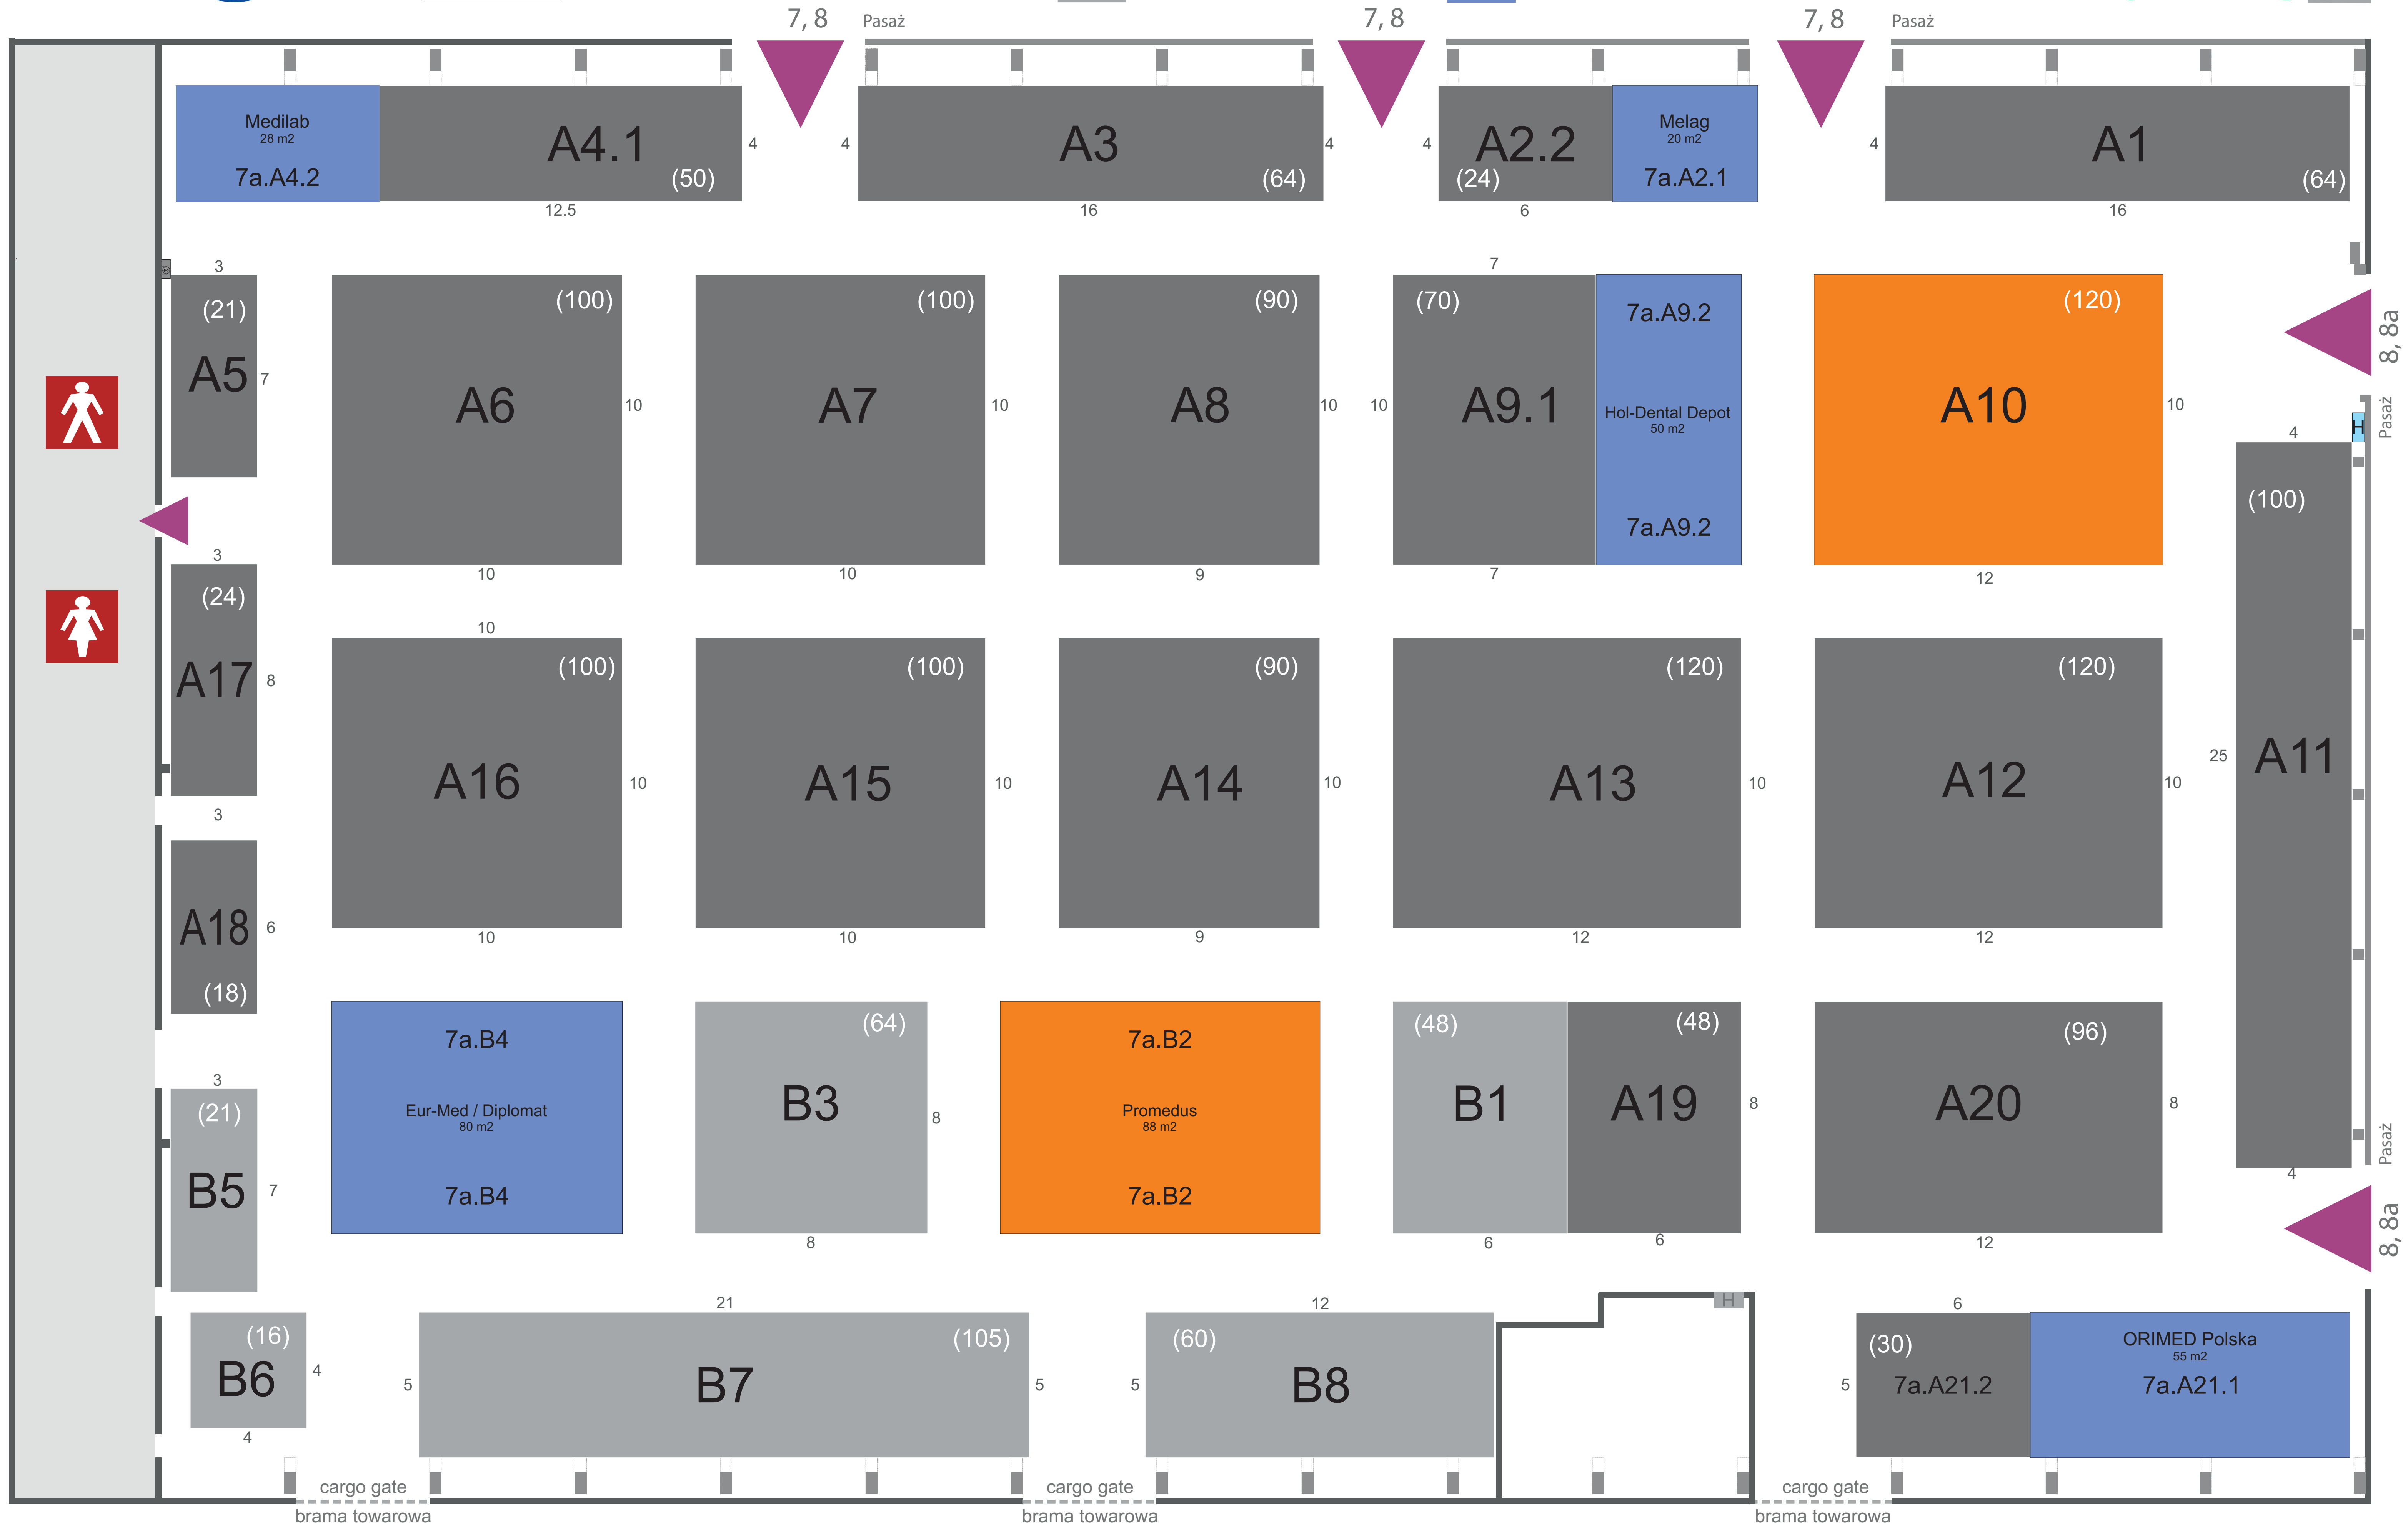 7, 8
Pasaż
7, 8
7, 8
Pasaż
Medilab
28 m2
7a.A4.2
A4.1
(50)
4
12.5
4
A3
(64)
4
16
4
A2.2
(24)
6
Melag
20 m2
7a.A2.1
4
A1
(64)
16
3
(21)
A5
7
(100)
A6
10
10
(100)
A7
10
10
(90)
A8
10
9
7
(70)
10
A9.1
7
7a.A9.2
Hol-Dental Depot
50 m2
7a.A9.2
(120)
A10
10
12
8, 8a
Pasaż
H
4
(100)
25
A11
4
3
(24)
A17
8
3
10
(100)
A16
10
10
(100)
A15
10
10
(90)
A14
10
9
(120)
A13
10
12
(120)
A12
10
12
A18
6
(18)
7a.B4
Eur-Med / Diplomat
80 m2
7a.B4
(64)
B3
8
8
7a.B2
Promedus
88 m2
7a.B2
(48)
B1
6
(48)
A19
8
6
(96)
A20
8
12
Pasaż
8, 8a
3
(21)
B5
7
(16)
B6
4
4
21
(105)
5
B7
5
12
(60)
5
B8
H
6
(30)
5
7a.A21.2
ORIMED Polska
55 m2
7a.A21.1
cargo gate
brama towarowa
cargo gate
brama towarowa
cargo gate
brama towarowa